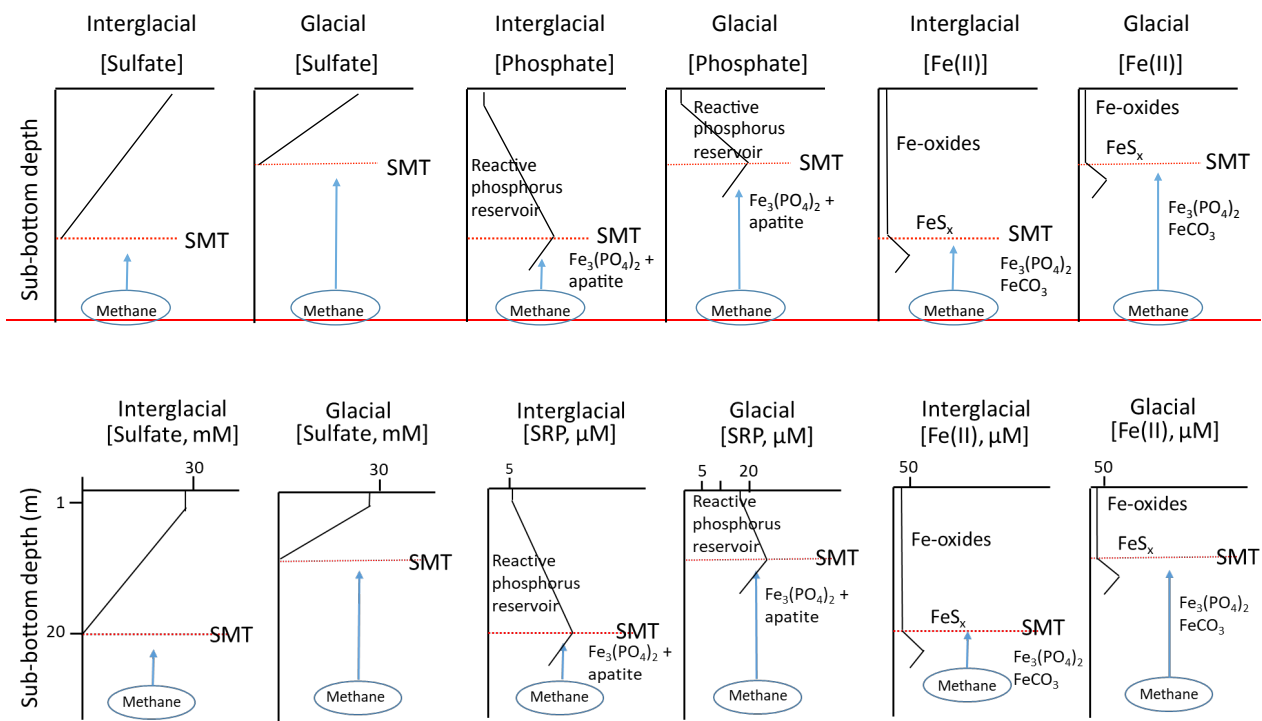 Interglacial
[Sulfate]
Glacial
[Sulfate]
Interglacial
[Phosphate]
Glacial
[Phosphate]
Interglacial
[Fe(II)]
Glacial
[Fe(II)]
Sub-bottom depth
SMT
Methane
SMT
Methane
Reactive
phosphorus
reservoir
SMT
Fe₃(PO₄)₂ +
apatite
Methane
Reactive
phosphorus
reservoir
SMT
Fe₃(PO₄)₂ +
apatite
Methane
Fe-oxides
FeSₓ
SMT
Fe₃(PO₄)₂
FeCO₃
Methane
Fe-oxides
FeSₓ
SMT
Fe₃(PO₄)₂
FeCO₃
Methane
Interglacial
[Sulfate, mM]
Glacial
[Sulfate, mM]
Interglacial
[SRP, µM]
Glacial
[SRP, µM]
Interglacial
[Fe(II), µM]
Glacial
[Fe(II), µM]
Sub-bottom depth (m)
30
1
20
SMT
Methane
30
SMT
Methane
5
Reactive
phosphorus
reservoir
SMT
Fe₃(PO₄)₂ +
apatite
Methane
5 20
Reactive
phosphorus
reservoir
SMT
Fe₃(PO₄)₂ +
apatite
Methane
50
Fe-oxides
FeSₓ
SMT
Fe₃(PO₄)₂
FeCO₃
Methane
50
Fe-oxides
FeSₓ
SMT
Fe₃(PO₄)₂
FeCO₃
Methane